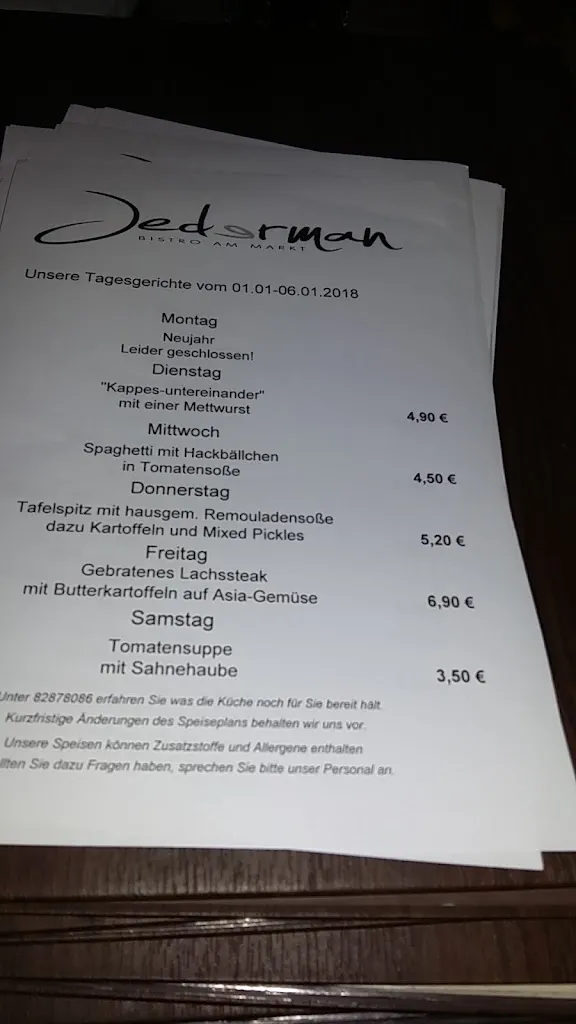 Jederman
BISTRO AM MARKT
Unsere Tagesgerichte vom 01.01-06.01.2018
Montag
Neujahr
Leider geschlossen!
Dienstag
"Kappes-untereinander"
mit einer Mettwurst
4,90 €
Mittwoch
Spaghetti mit Hackbällchen
in Tomatensoße
4,50 €
Donnerstag
Tafelspitz mit hausgem. Remouladensoße
dazu Kartoffeln und Mixed Pickles
5,20 €
Freitag
Gebratenes Lachssteak
mit Butterkartoffeln auf Asia-Gemüse
6,90 €
Samstag
Tomatensuppe
mit Sahnehaube
3,50 €
Unter 82878086 erfahren Sie was die Küche noch für Sie bereit hält.
Kurzfristige Änderungen des Speiseplans behalten wir uns vor.
Unsere Speisen können Zusatzstoffe und Allergene enthalten
llten Sie dazu Fragen haben, sprechen Sie bitte unser Personal an.